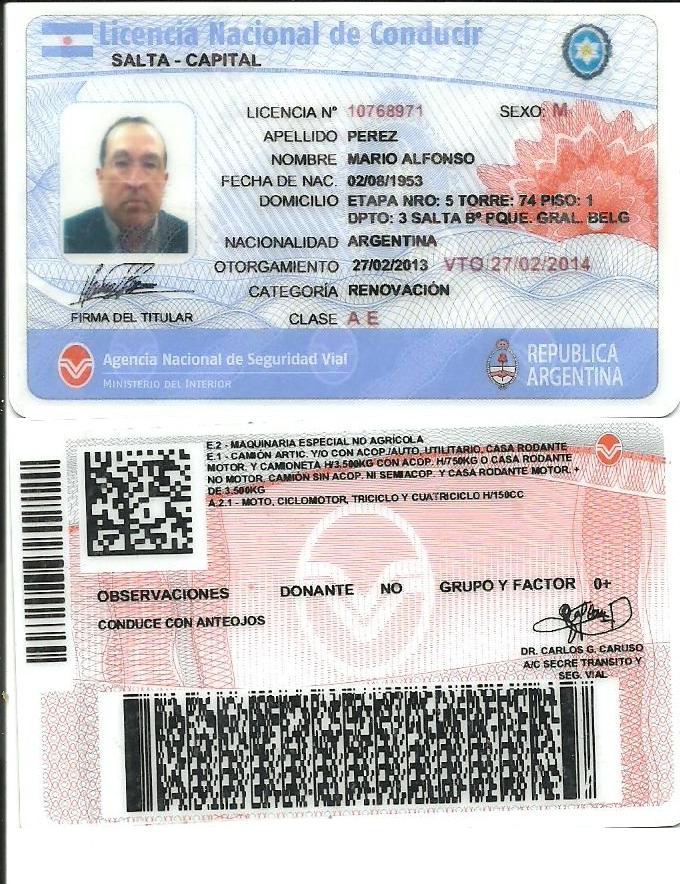 Licencia Nacional de Conducir
SALTA - CAPITAL
LICENCIA Nº 10768971 SEXO: M
APELLIDO PEREZ
NOMBRE MARIO ALFONSO
FECHA DE NAC. 02/08/1953
DOMICILIO ETAPA NRO: 5 TORRE: 74 PISO: 1
DPTO: 3 SALTA Bº PQUE. GRAL. BELG
NACIONALIDAD ARGENTINA
OTORGAMIENTO 27/02/2013 VTO 27/02/2014
CATEGORÍA RENOVACIÓN
FIRMA DEL TITULAR
CLASE A E
Agencia Nacional de Seguridad Vial
MINISTERIO DEL INTERIOR
REPUBLICA
ARGENTINA
E.2 - MAQUINARIA ESPECIAL NO AGRÍCOLA
E.1 - CAMIÓN ARTIC. Y/O CON ACOP./AUTO, UTILITARIO, CASA RODANTE
MOTOR. Y CAMIONETA H/3.500KG CON ACOP. H/750KG O CASA RODANTE
NO MOTOR. CAMIÓN SIN ACOP. NI SEMIACOP. Y CASA RODANTE MOTOR. +
DE 3.500KG
A.2.1 - MOTO, CICLOMOTOR, TRICICLO Y CUATRICICLO H/150CC
OBSERVACIONES DONANTE NO GRUPO Y FACTOR 0+
CONDUCE CON ANTEOJOS
DR. CARLOS G. CARUSO
A/C SECRE TRANSITO Y
SEG. VIAL